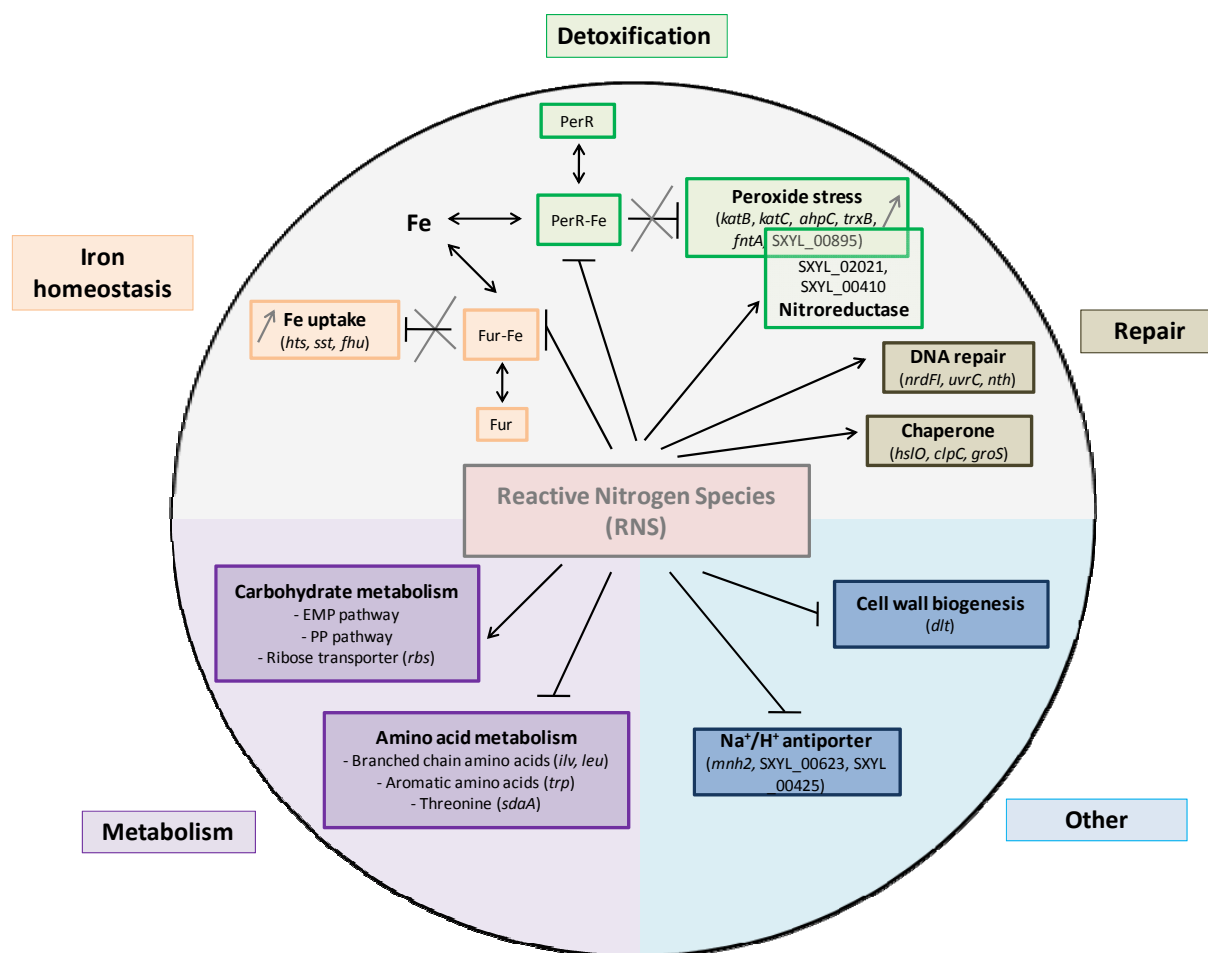 Detoxification
PerR
Peroxide stress
(katB, katC, ahpC, trxB,
fntA, SXYL_00895)
PerR-Fe
Fe
SXYL_02021,
SXYL_00410
Nitroreductase
Iron
homeostasis
Fe uptake
(hts, sst, fhu)
Fur-Fe
Fur
Repair
DNA repair
(nrdFI, uvrC, nth)
Chaperone
(hslO, clpC, groS)
Reactive Nitrogen Species
(RNS)
Carbohydrate metabolism
- EMP pathway
- PP pathway
- Ribose transporter (rbs)
Cell wall biogenesis
(dlt)
Amino acid metabolism
- Branched chain amino acids (ilv, leu)
- Aromatic amino acids (trp)
- Threonine (sdaA)
Na⁺/H⁺ antiporter
(mnh2, SXYL_00623, SXYL
_00425)
Metabolism
Other